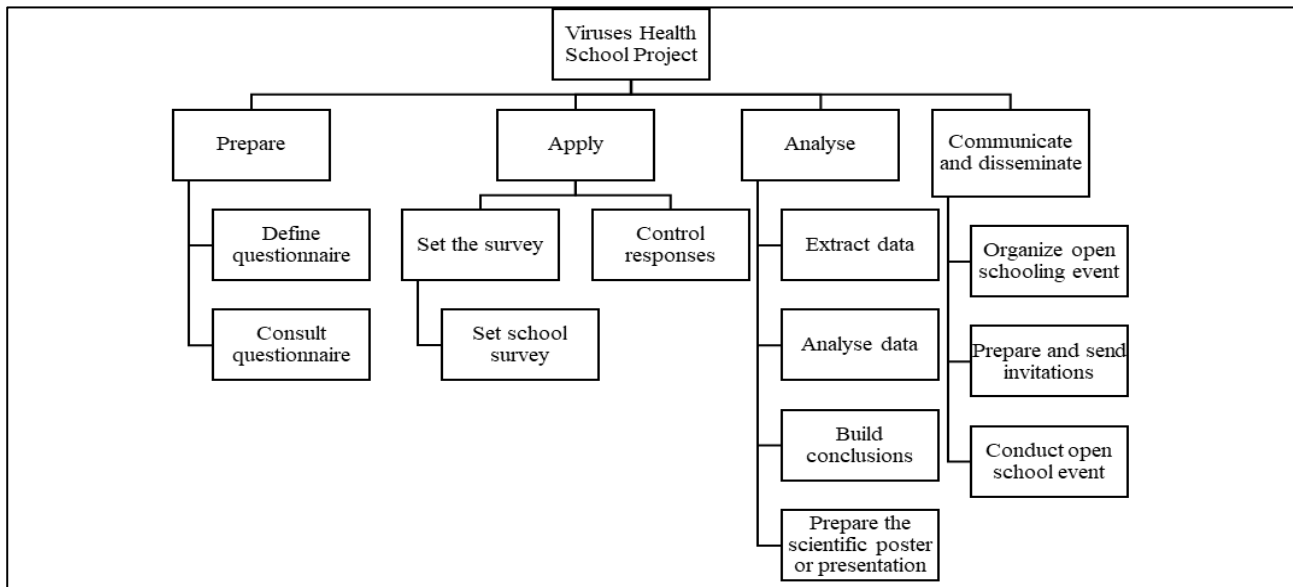 Viruses Health
School Project
Prepare
Apply
Analyse
Communicate
and disseminate
Define
questionnaire
Consult
questionnaire
Set the survey
Set school
survey
Control
responses
Extract data
Analyse data
Build
conclusions
Prepare the
scientific poster
or presentation
Organize open
schooling event
Prepare and send
invitations
Conduct open
school event